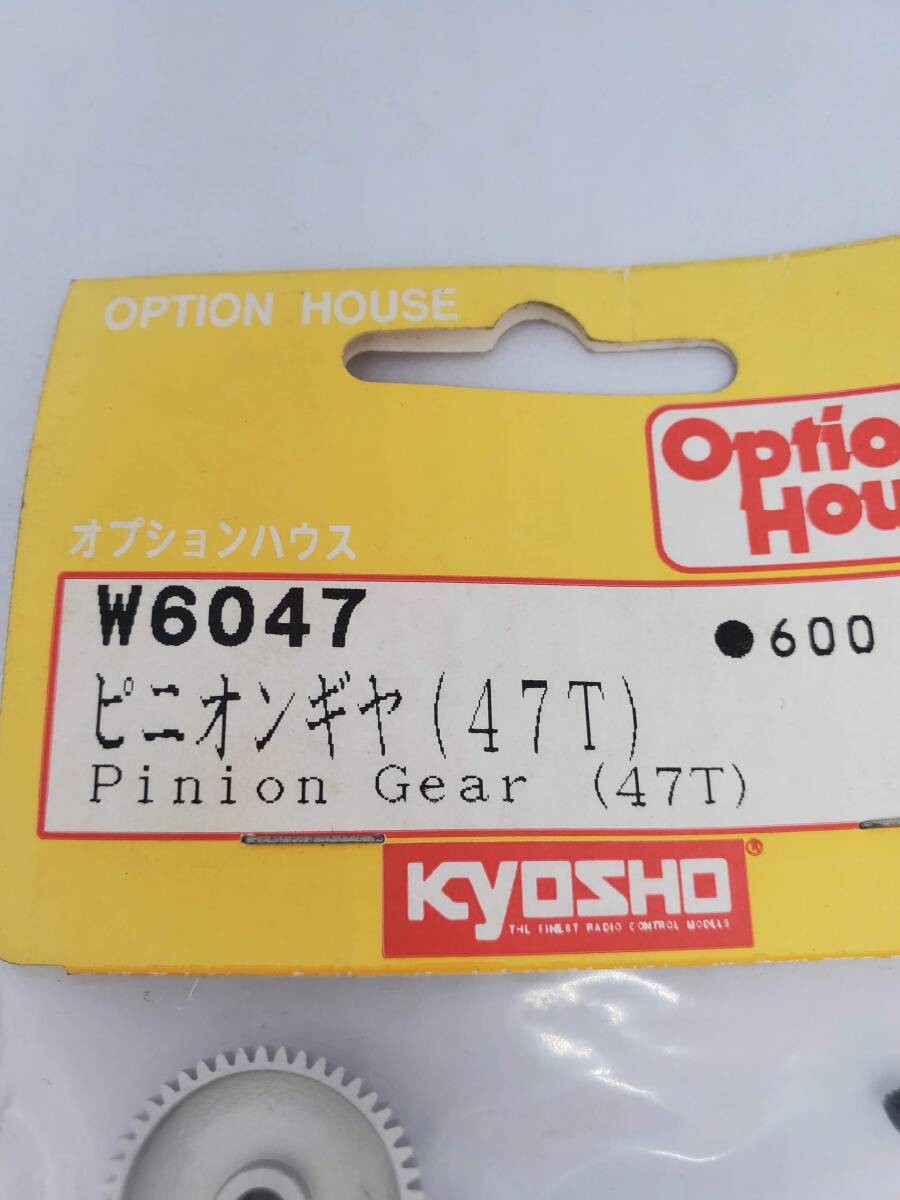 OPTION HOUSE
Optio
Hou
オプションハウス
W6047
●600
ピニオンギヤ(47T)
Pinion Gear (47T)
KYOSHO®
THE FINEST RADIO CONTROL MODELS